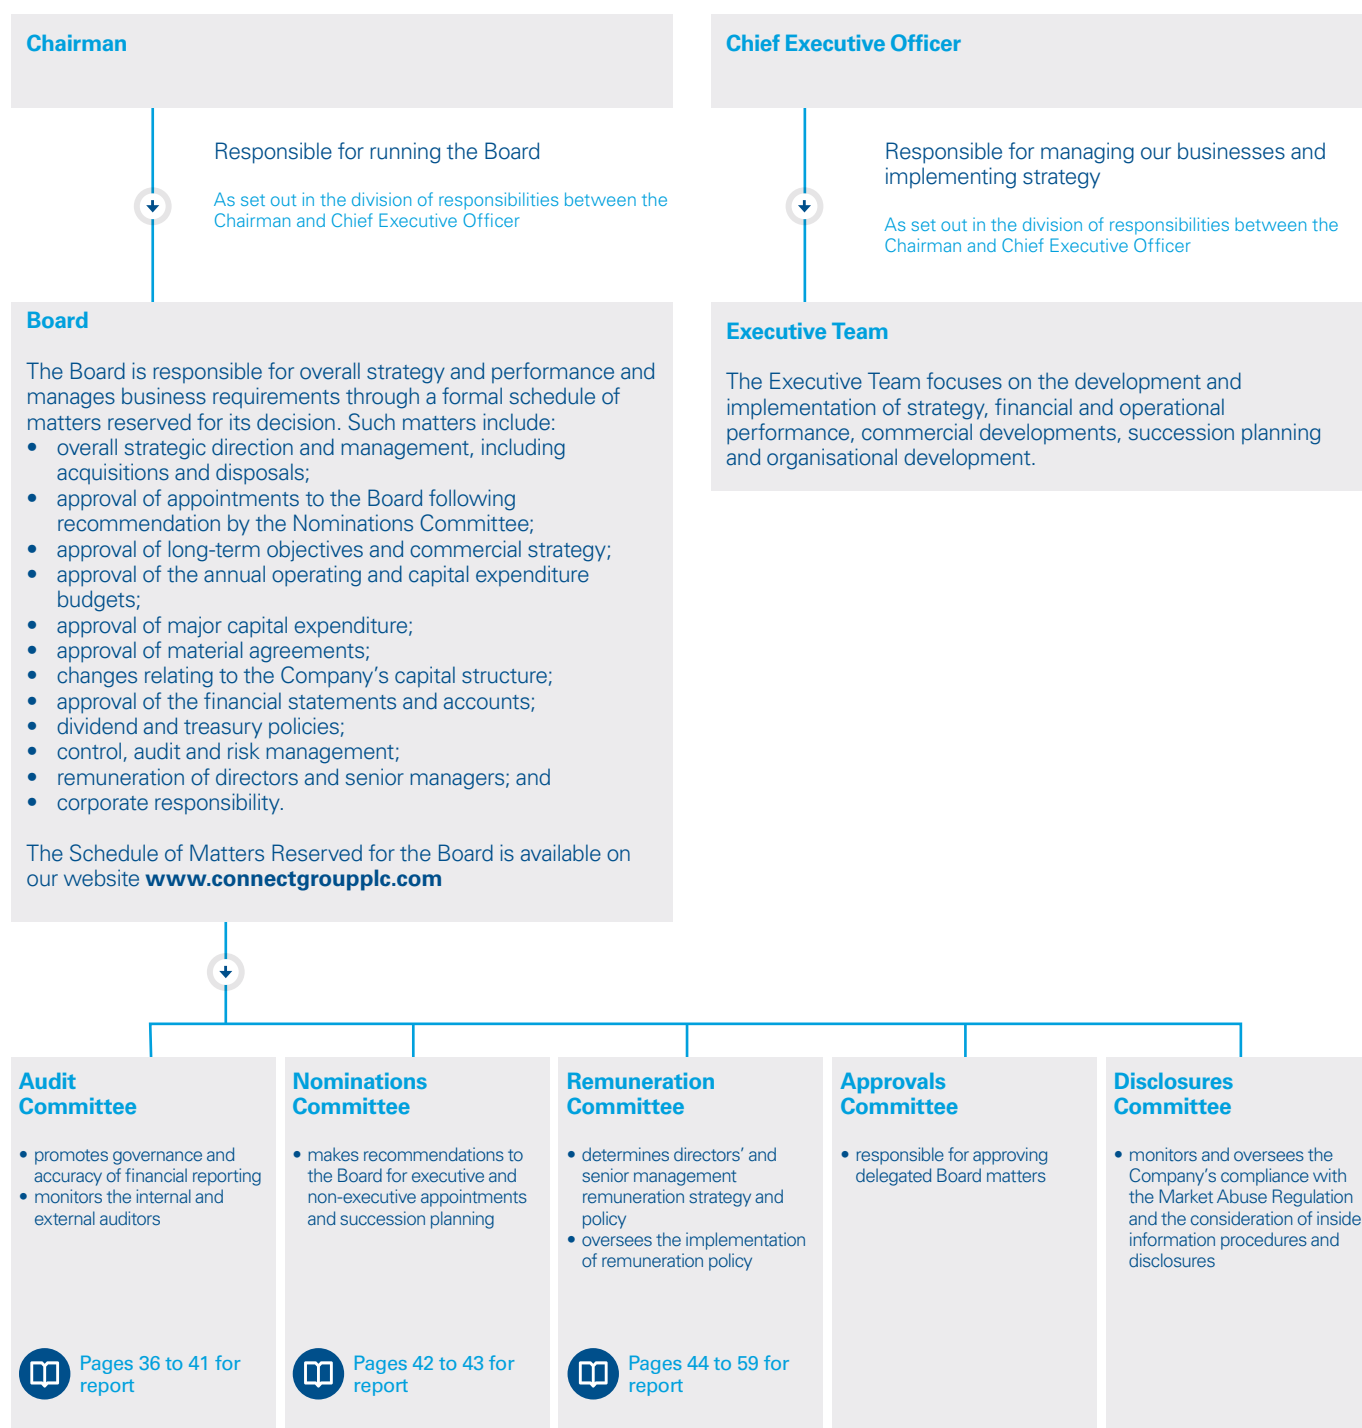 Chairman
Responsible for running the Board
As set out in the division of responsibilities between the
Chairman and Chief Executive Officer
Chief Executive Officer
Responsible for managing our businesses and
implementing strategy
As set out in the division of responsibilities between the
Chairman and Chief Executive Officer
Board
The Board is responsible for overall strategy and performance and
manages business requirements through a formal schedule of
matters reserved for its decision. Such matters include:
• overall strategic direction and management, including
acquisitions and disposals;
• approval of appointments to the Board following
recommendation by the Nominations Committee;
• approval of long-term objectives and commercial strategy;
• approval of the annual operating and capital expenditure
budgets;
• approval of major capital expenditure;
• approval of material agreements;
• changes relating to the Company's capital structure;
• approval of the financial statements and accounts;
• dividend and treasury policies;
• control, audit and risk management;
• remuneration of directors and senior managers; and
• corporate responsibility.
The Schedule of Matters Reserved for the Board is available on
our website www.connectgroupplc.com
Executive Team
The Executive Team focuses on the development and
implementation of strategy, financial and operational
performance, commercial developments, succession planning
and organisational development.
Audit
Committee
• promotes governance and
accuracy of financial reporting
• monitors the internal and
external auditors
Pages 36 to 41 for
report
Nominations
Committee
• makes recommendations to
the Board for executive and
non-executive appointments
and succession planning
Pages 42 to 43 for
report
Remuneration
Committee
• determines directors' and
senior management
remuneration strategy and
policy
• oversees the implementation
of remuneration policy
Pages 44 to 59 for
report
Approvals
Committee
• responsible for approving
delegated Board matters
Disclosures
Committee
• monitors and oversees the
Company's compliance with
the Market Abuse Regulation
and the consideration of inside
information procedures and
disclosures